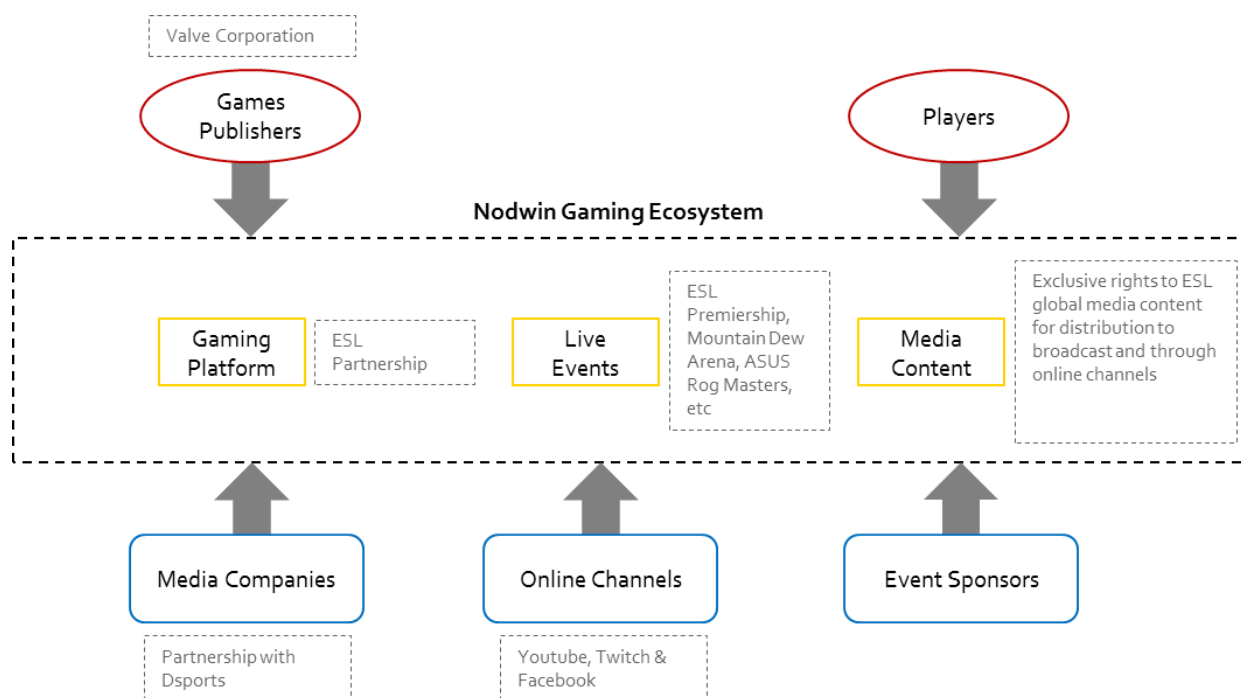 Valve Corporation
Games
Publishers
Players
Nodwin Gaming Ecosystem
Gaming
Platform
ESL
Partnership
Live
Events
ESL
Premiership,
Mountain Dew
Arena, ASUS
Rog Masters,
etc
Media
Content
Exclusive rights to ESL
global media content
for distribution to
broadcast and through
online channels
Media Companies
Online Channels
Event Sponsors
Partnership with
Dsports
Youtube, Twitch &
Facebook